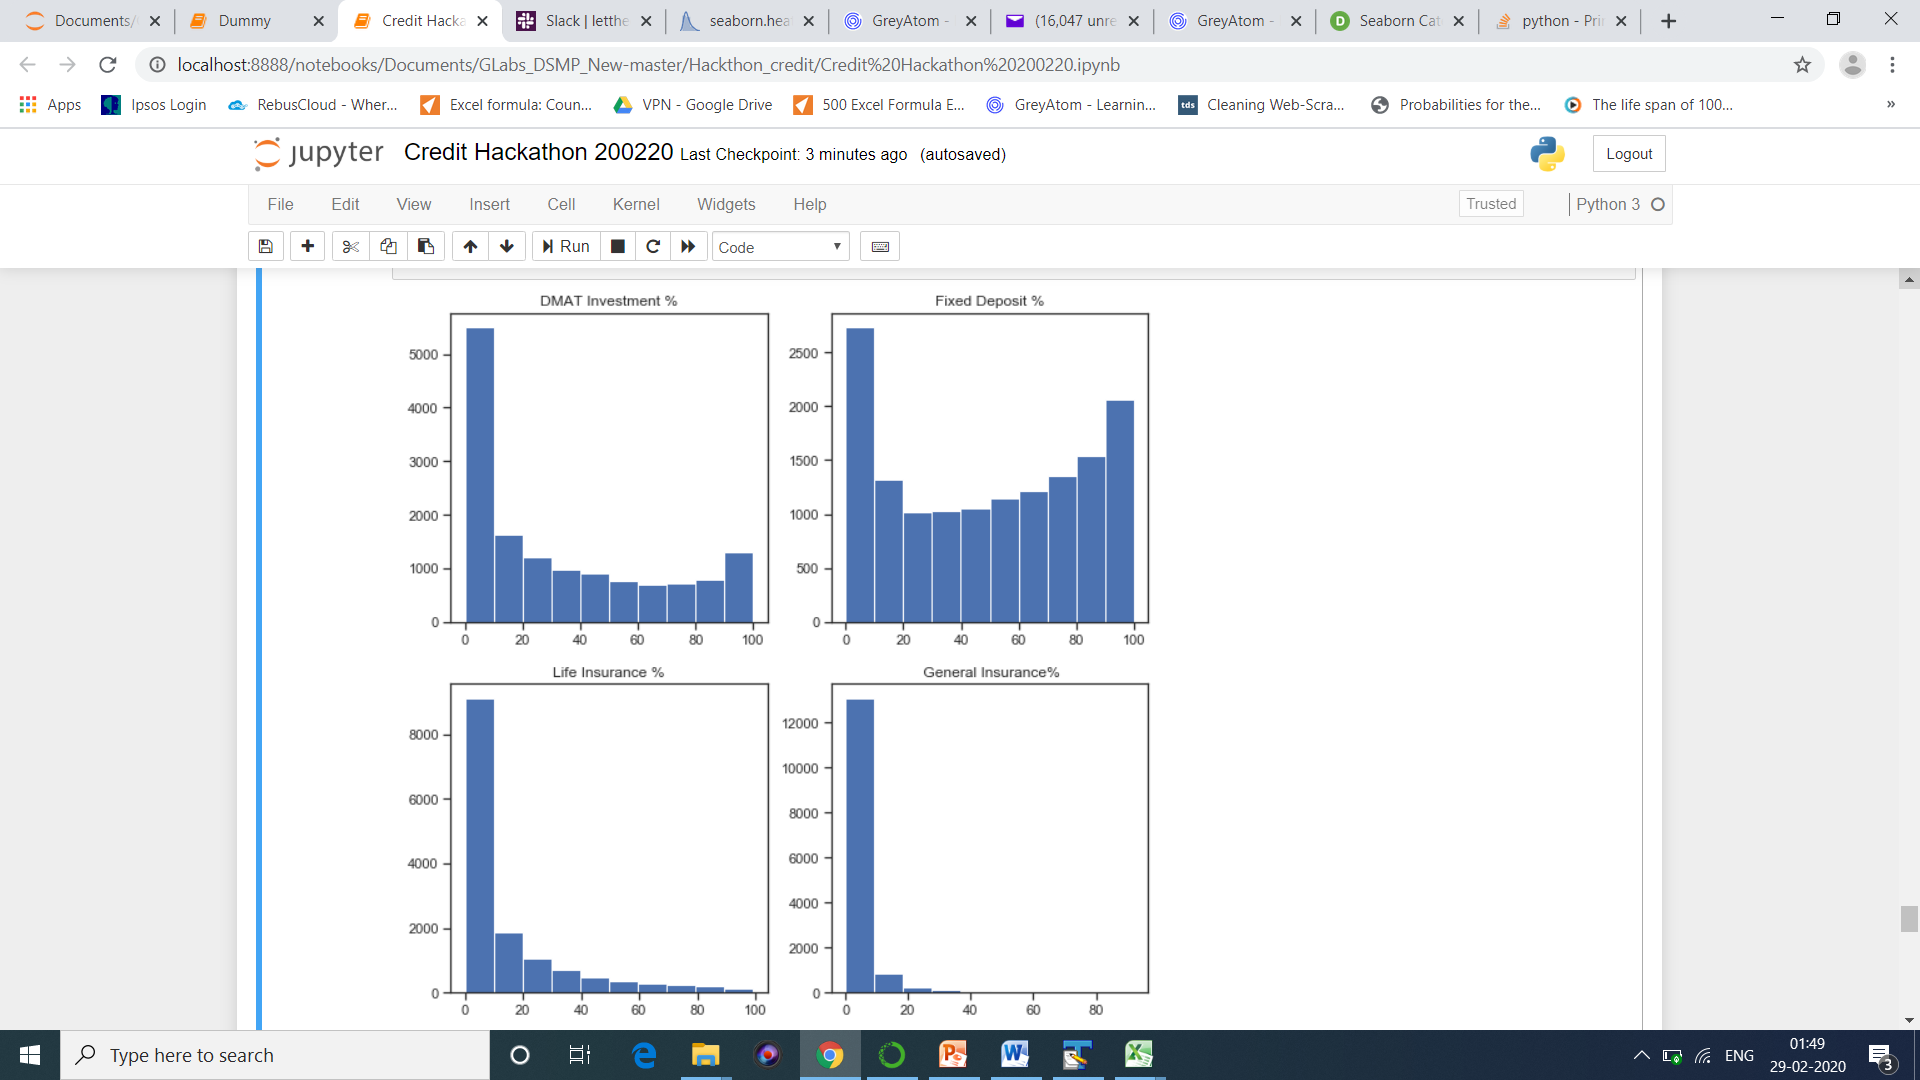 Documents/
Dummy
Credit Hacka
Slack | letthe
seaborn.hea
GreyAtom -
(16,047 unre
GreyAtom -
Seaborn Cat
python - Prin
localhost:8888/notebooks/Documents/GLabs_DSMP_New-master/Hackthon_credit/Credit%20Hackathon%20200220.ipynb
Apps
Ipsos Login
RebusCloud - Wher...
Excel formula: Coun...
VPN - Google Drive
500 Excel Formula E...
GreyAtom - Learnin...
tds
Cleaning Web-Scra...
Probabilities for the...
The life span of 100...
»
jupyter
Credit Hackathon 200220 Last Checkpoint: 3 minutes ago (autosaved)
Logout
File Edit View Insert Cell Kernel Widgets Help
Trusted
Python 3
Run
Code
DMAT Investment %
5000
4000
3000
2000
1000
0
0 20 40 60 80 100
Fixed Deposit %
2500
2000
1500
1000
500
0
0 20 40 60 80 100
Life Insurance %
8000
6000
4000
2000
0
0 20 40 60 80 100
General Insurance%
12000
10000
8000
6000
4000
2000
0
0 20 40 60 80
Type here to search
ENG
01:49
29-02-2020
3